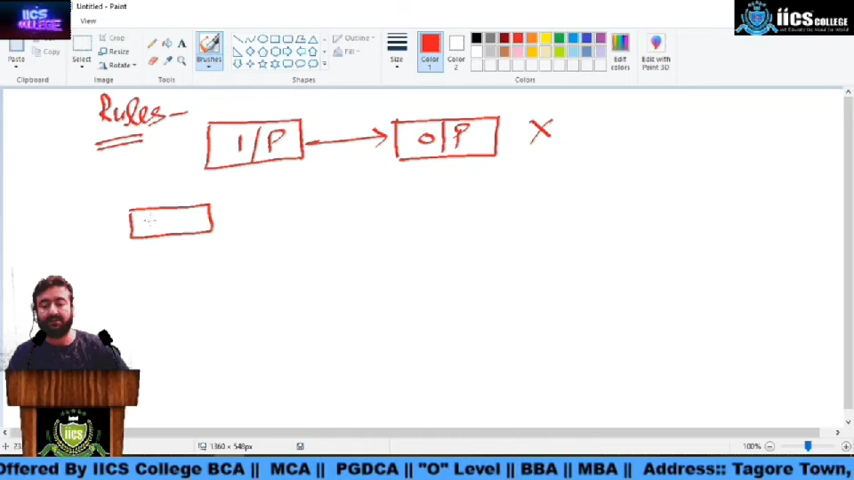 IICS
COLLEGE
Untitled - Paint
View
iics COLLEGE
Paste
Copy
Clipboard
Select
Crop
Resize
Rotate
Image
Tools
A
Brushes
Shapes
Outline
Fill
Size
Color
1
Color
2
Colors
Edit
colors
Edit with
Paint 3D
Rules-
I/P
O/P
X
iics
1360 × 548px
100%
Offered By IICS College BCA || MCA || PGDCA || "O" Level || BBA || MBA || Address:: Tagore Town,